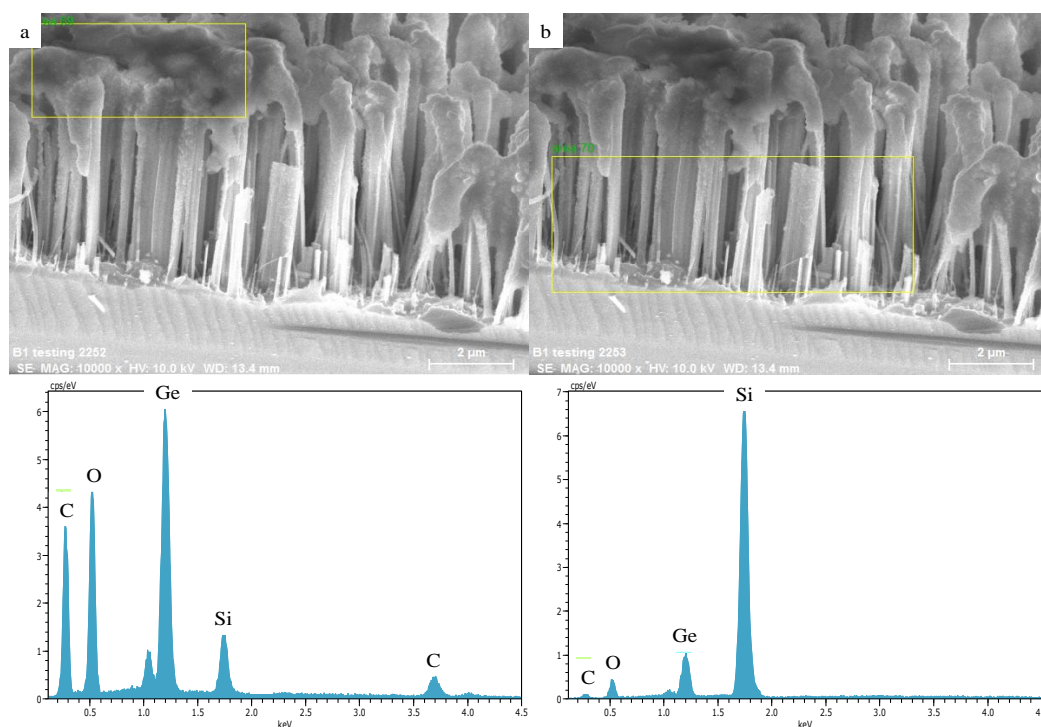 a
b
B1 testing 2252
SE MAG: 10000 x HV: 10.0 kV WD: 13.4 mm
2 µm
B1 testing 2253
SE MAG: 10000 x HV: 10.0 kV WD: 13.4 mm
2 µm
cps/eV
Ge
O
C
Si
C
6
5
4
3
2
1
0
0.5 1.0 1.5 2.0 2.5 3.0 3.5 4.0 4.5
keV
cps/eV
Si
Ge
O
C
7
6
5
4
3
2
1
0
0.5 1.0 1.5 2.0 2.5 3.0 3.5 4.0
keV